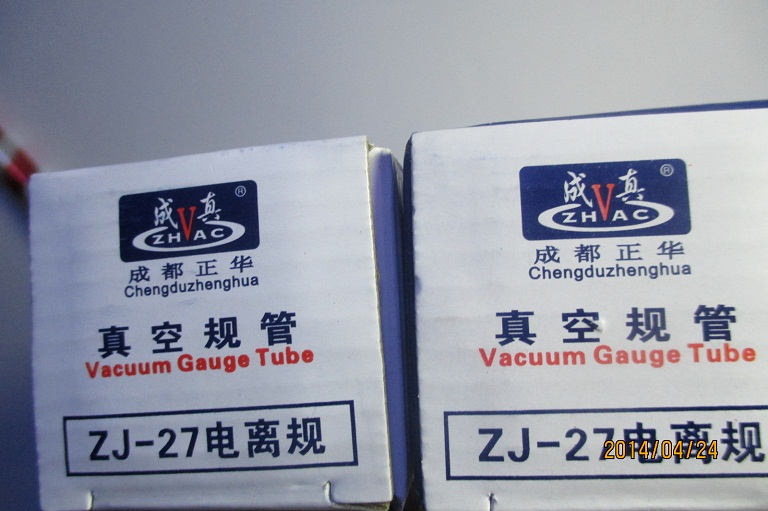 成V真®
ZHVAC
成都正华
Chengduzhenghua
真空规管
Vacuum Gauge Tube
ZJ-27电离规
成V真®
ZHVAC
成都正华
Chengduzhenghua
真空规管
Vacuum Gauge Tube
ZJ-27电离规
2014/04/24